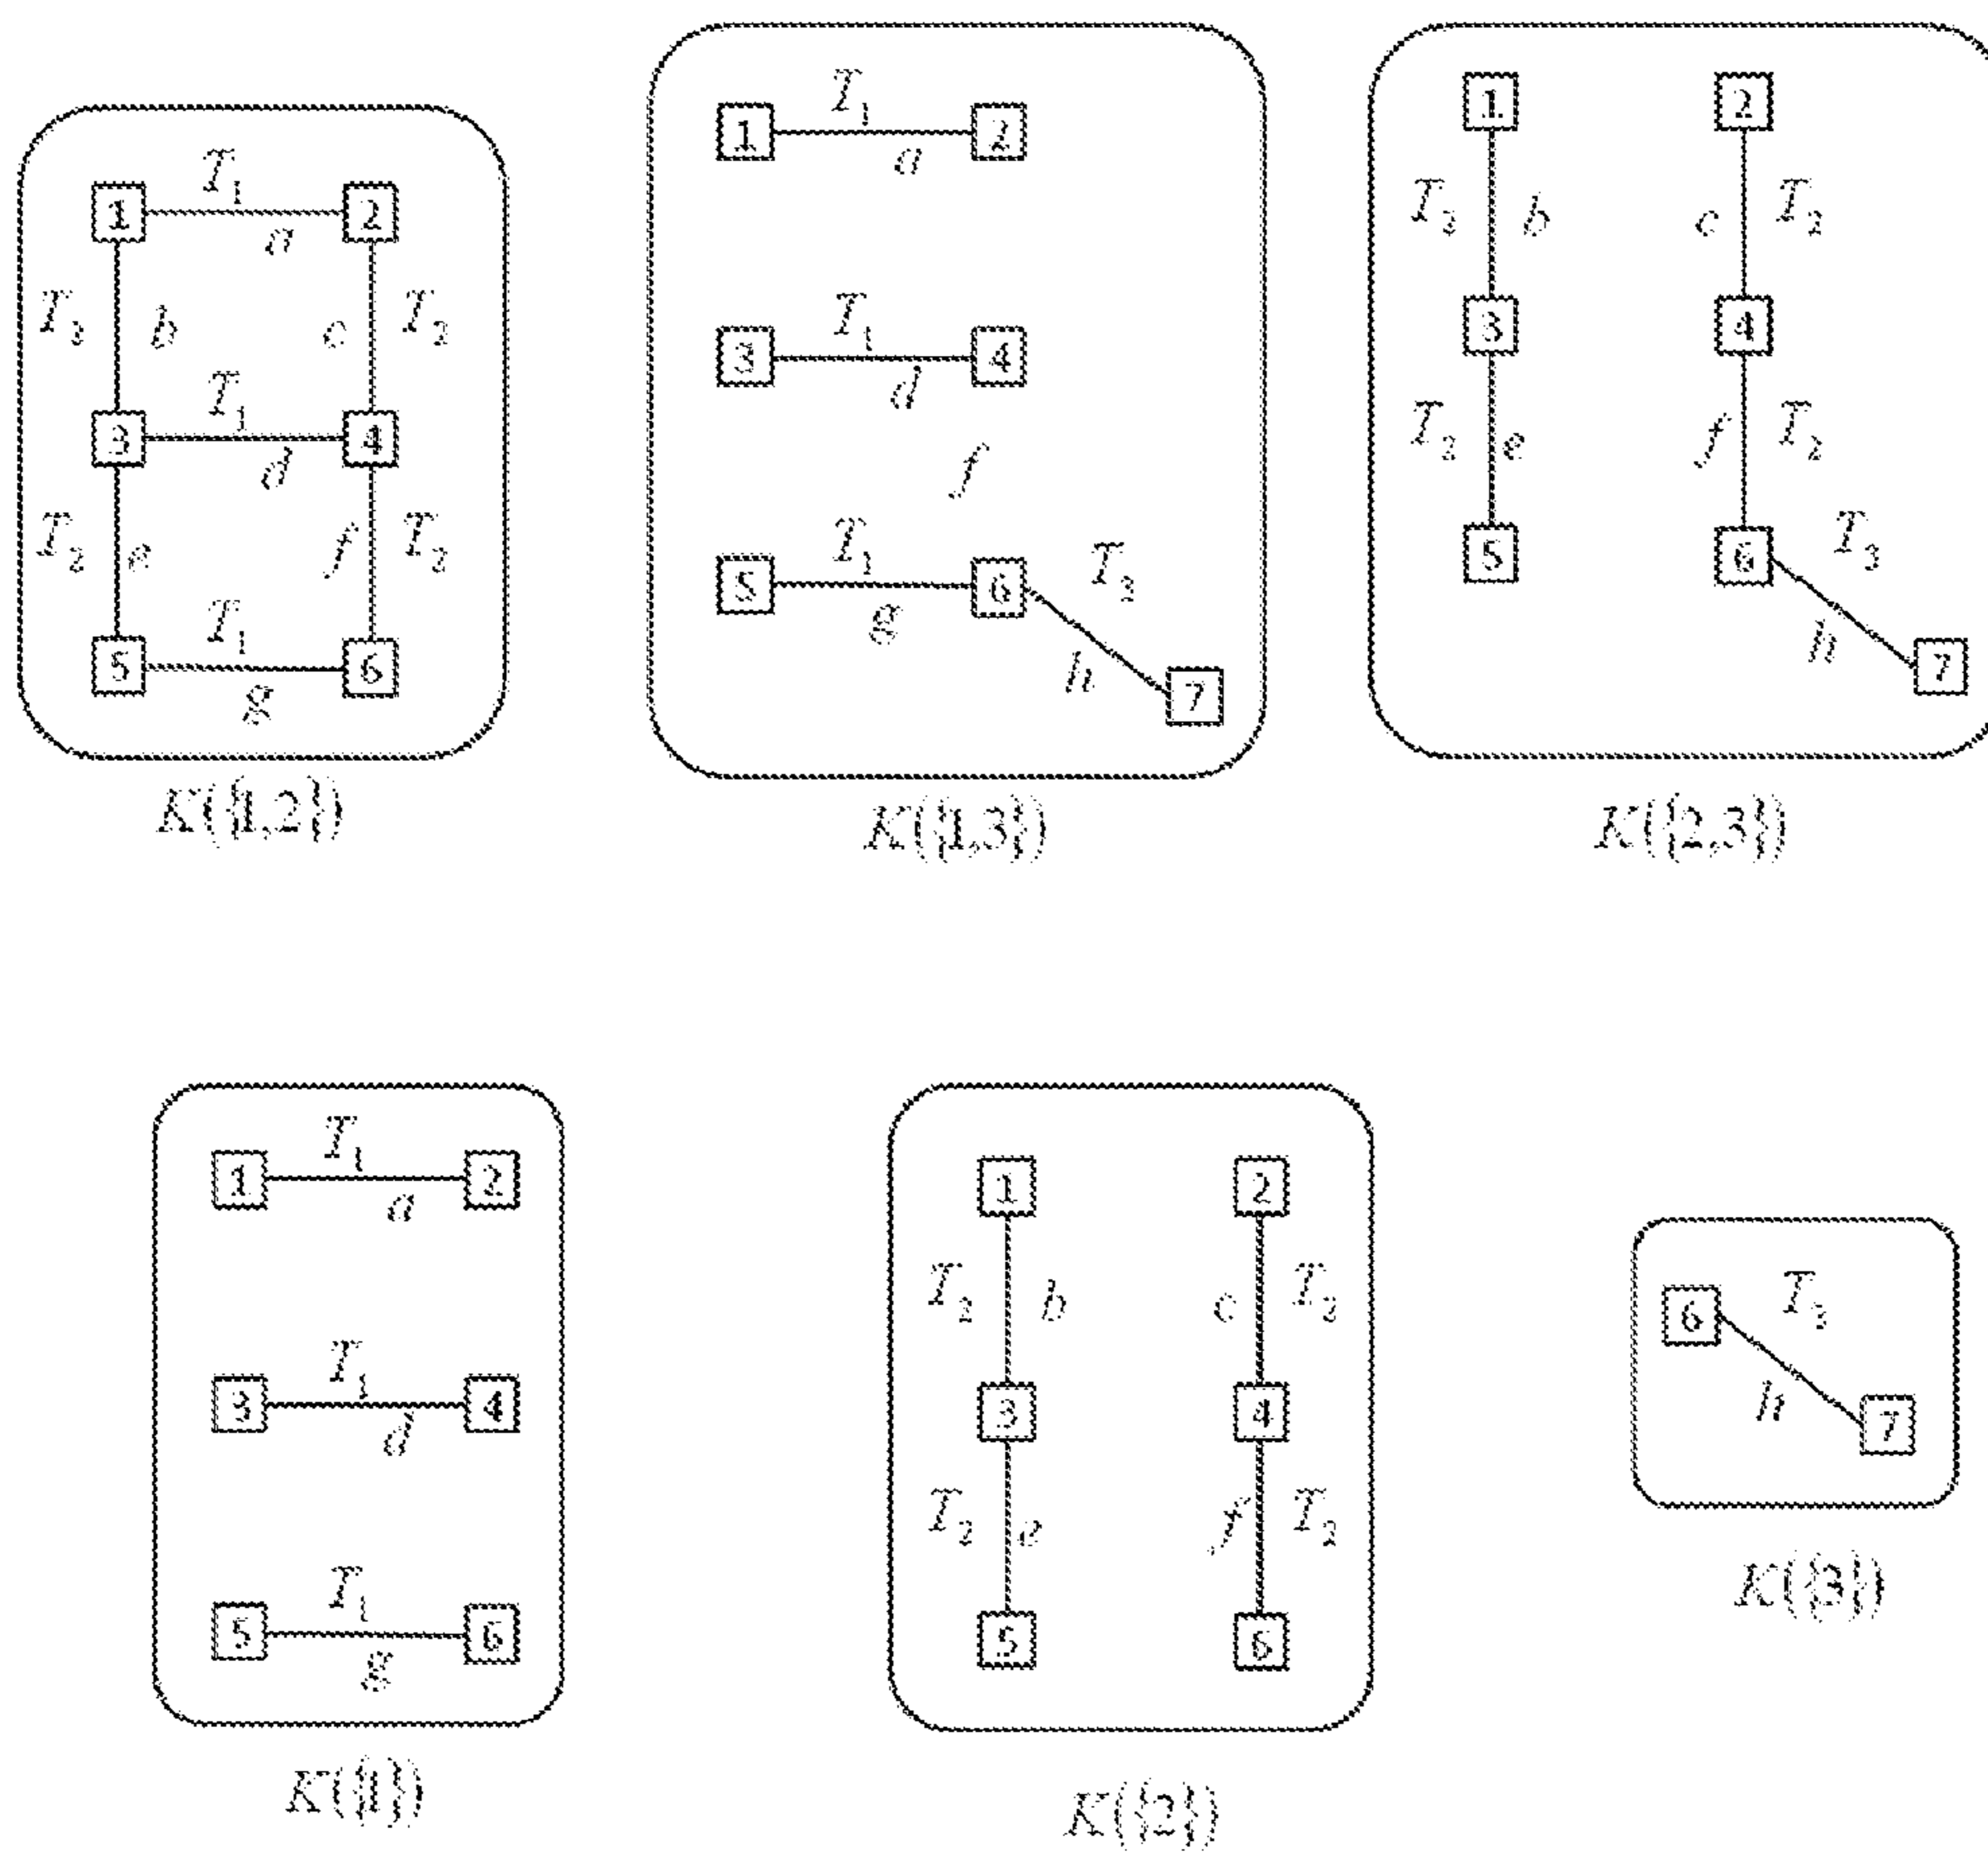 T₁
1 2
a
T₂ b c T₂
T₁
3 4
d
T₂ e f T₂
T₁
5 6
g
K({1,2})
T₁
1 2
a
T₁
3 4
d
f
T₁
5 6
g
T₃
h
7
K({1,3})
1 2
T₂ b c T₂
3 4
T₂ e f T₂
5 6
T₃
h
7
K({2,3})
T₁
1 2
a
T₁
3 4
d
T₁
5 6
g
K({1})
1 2
T₂ b c T₂
3 4
T₂ e f T₂
5 6
K({2})
6 T₃
h
7
K({3})